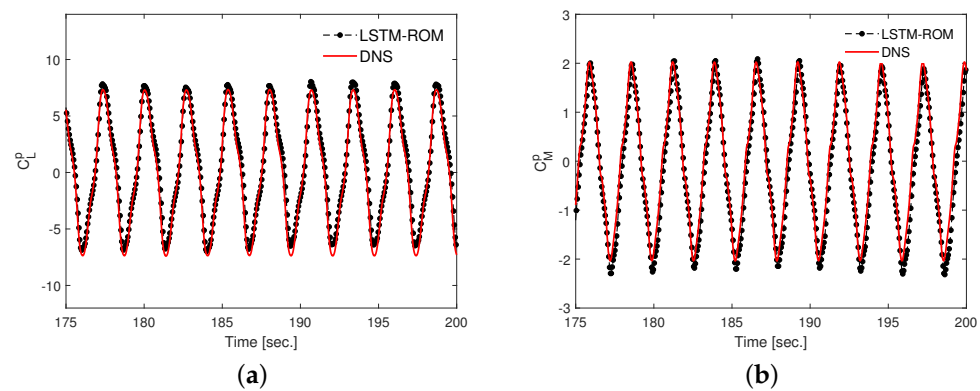 LSTM-ROM
DNS
10
5
0
-5
-10
C_L^p
175 180 185 190 195 200
Time [sec.]
(a)
LSTM-ROM
DNS
3
2
1
0
-1
-2
-3
C_M^p
175 180 185 190 195 200
Time [sec.]
(b)